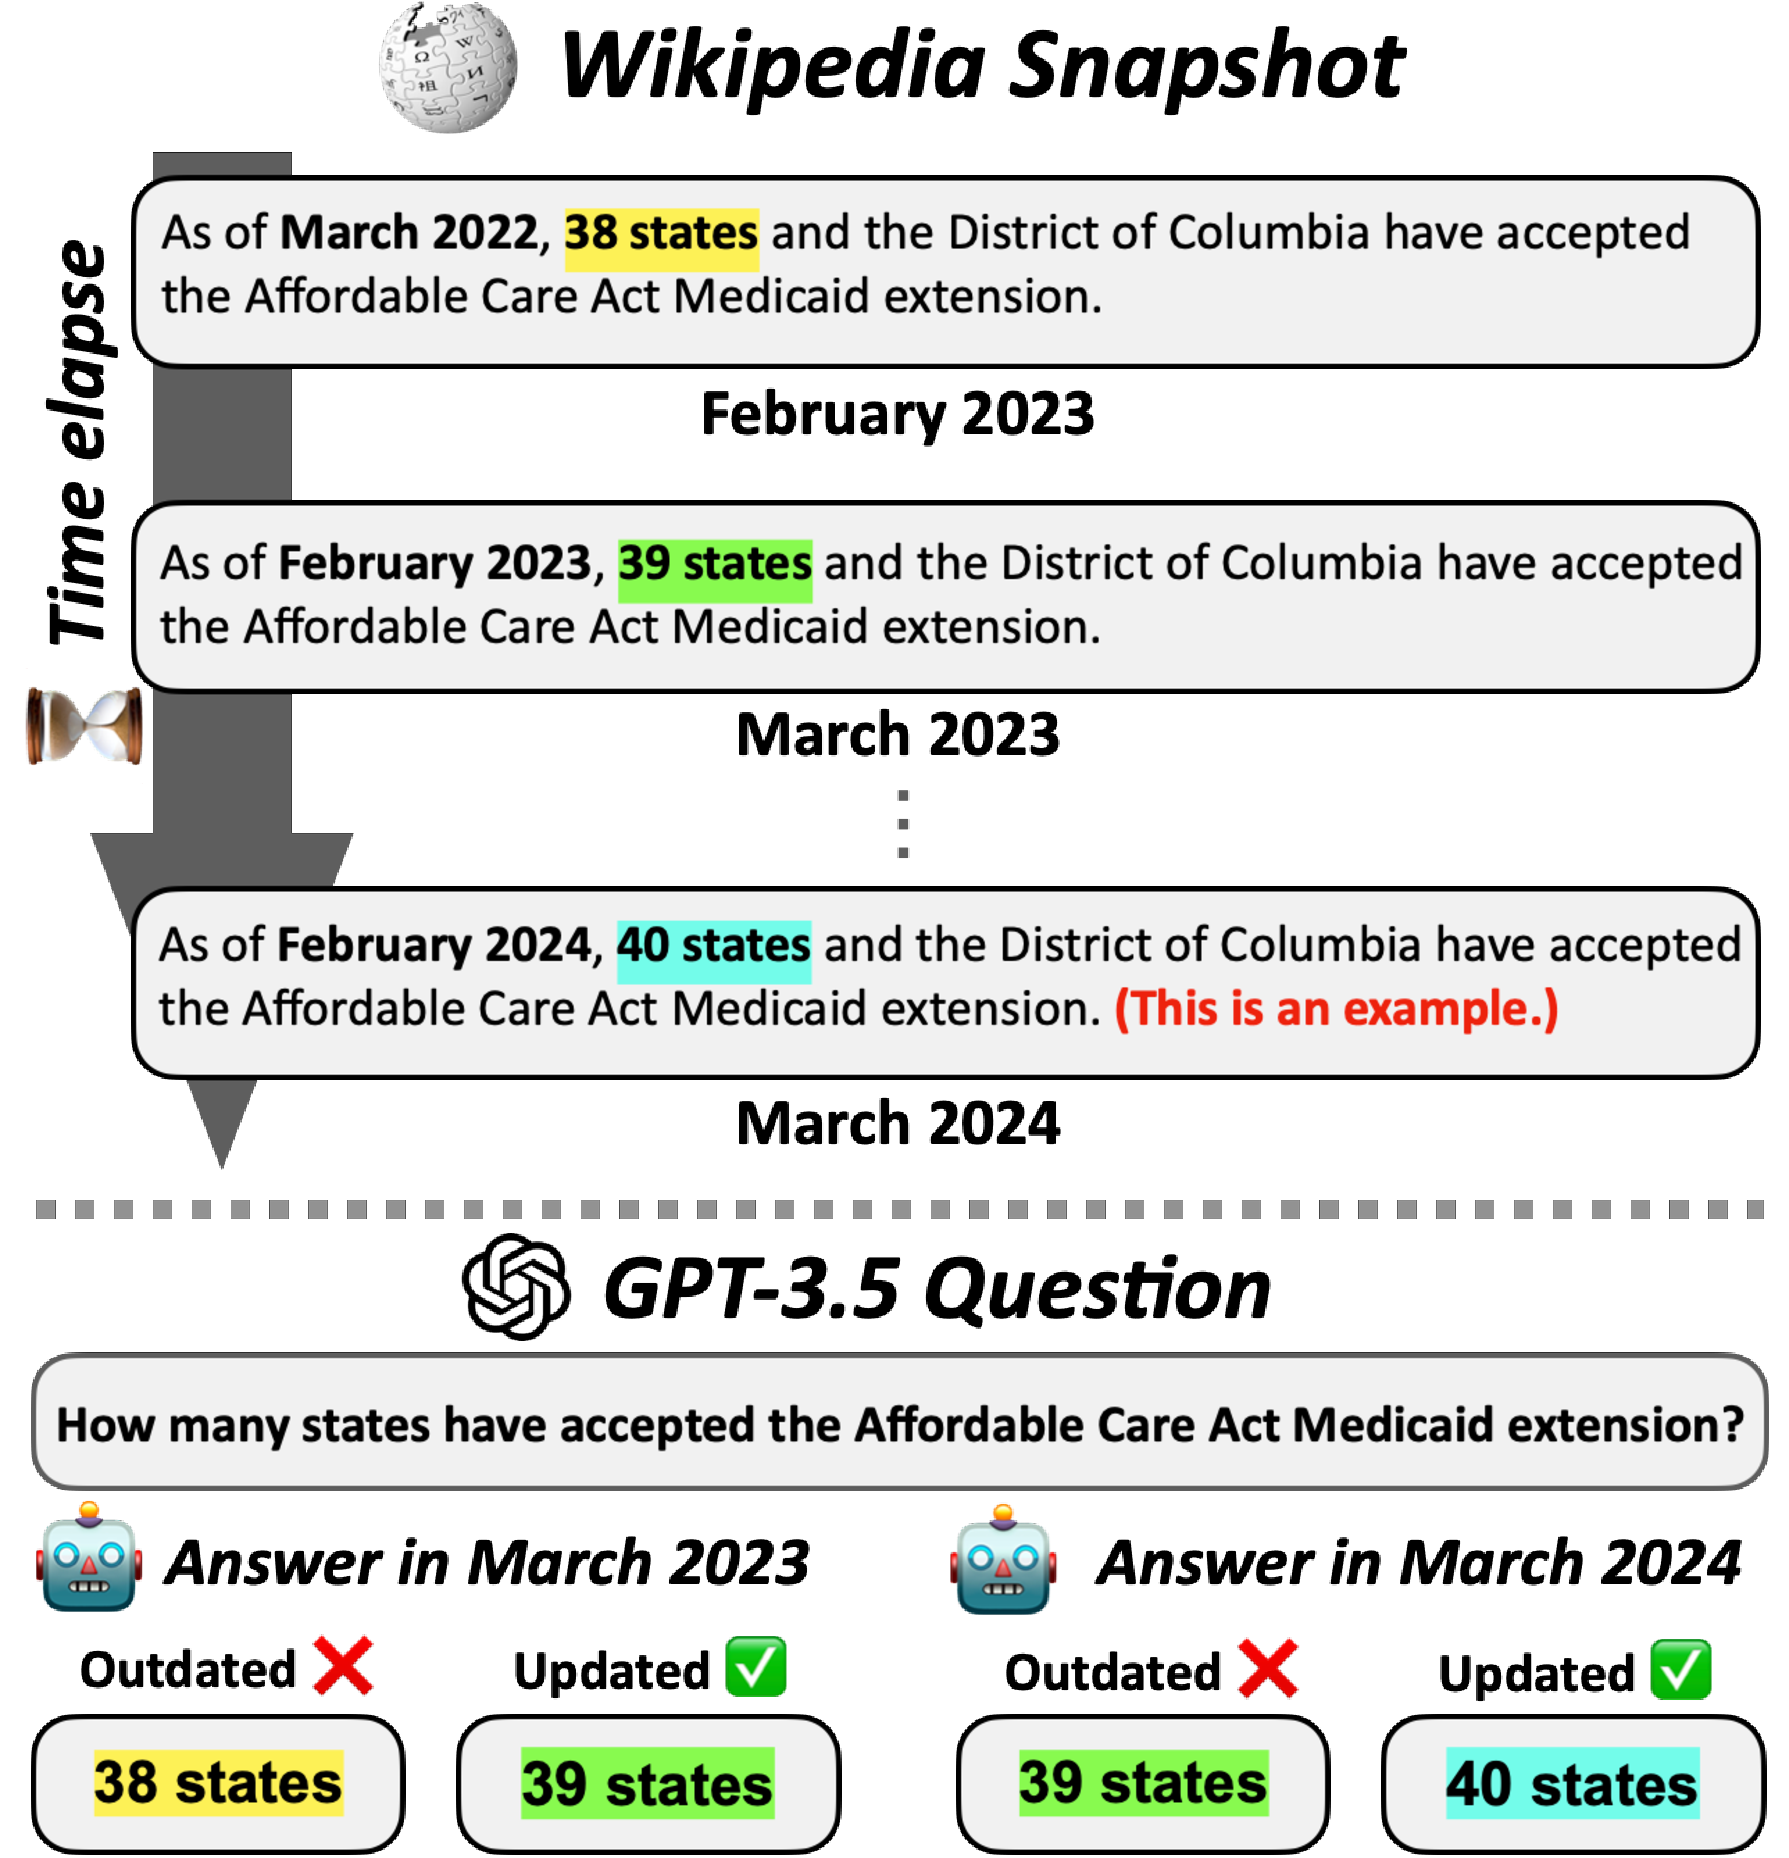 Wikipedia Snapshot
Time elapse
As of March 2022, 38 states and the District of Columbia have accepted
the Affordable Care Act Medicaid extension.
February 2023
As of February 2023, 39 states and the District of Columbia have accepted
the Affordable Care Act Medicaid extension.
March 2023
As of February 2024, 40 states and the District of Columbia have accepted
the Affordable Care Act Medicaid extension. (This is an example.)
March 2024
GPT-3.5 Question
How many states have accepted the Affordable Care Act Medicaid extension?
Answer in March 2023
Answer in March 2024
Outdated
Updated
Outdated
Updated
38 states
39 states
39 states
40 states